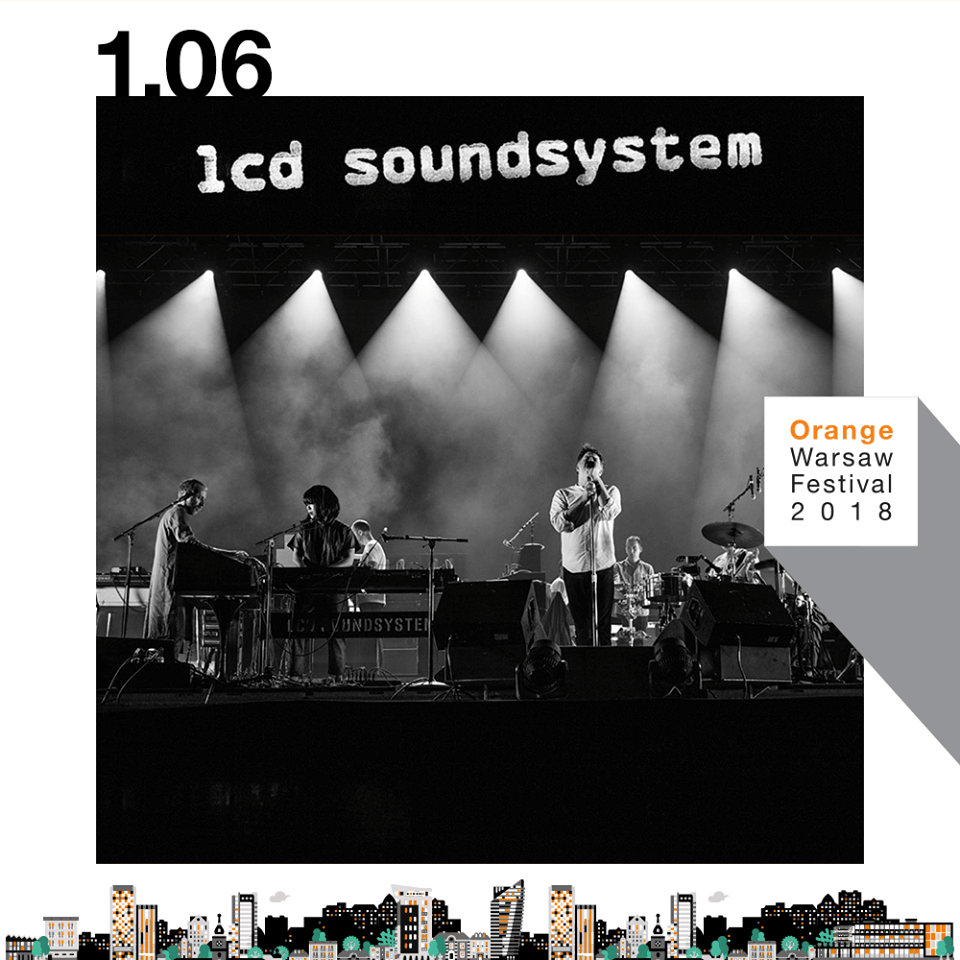 1.06
lcd soundsystem
LCD SOUNDSYSTEM
Orange
Warsaw
Festival
2018